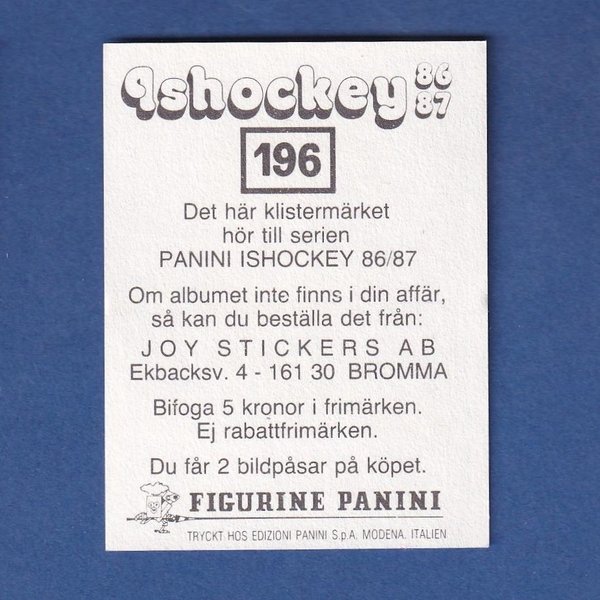 Ishockey 86
87
196
Det här klistermärket
hör till serien
PANINI ISHOCKEY 86/87
Om albumet inte finns i din affär,
så kan du beställa det från:
JOY STICKERS AB
Ekbacksv. 4 - 161 30 BROMMA
Bifoga 5 kronor i frimärken.
Ej rabattfrimärken.
Du får 2 bildpåsar på köpet.
FIGURINE PANINI
TRYCKT HOS EDIZIONI PANINI S.p.A. MODENA. ITALIEN